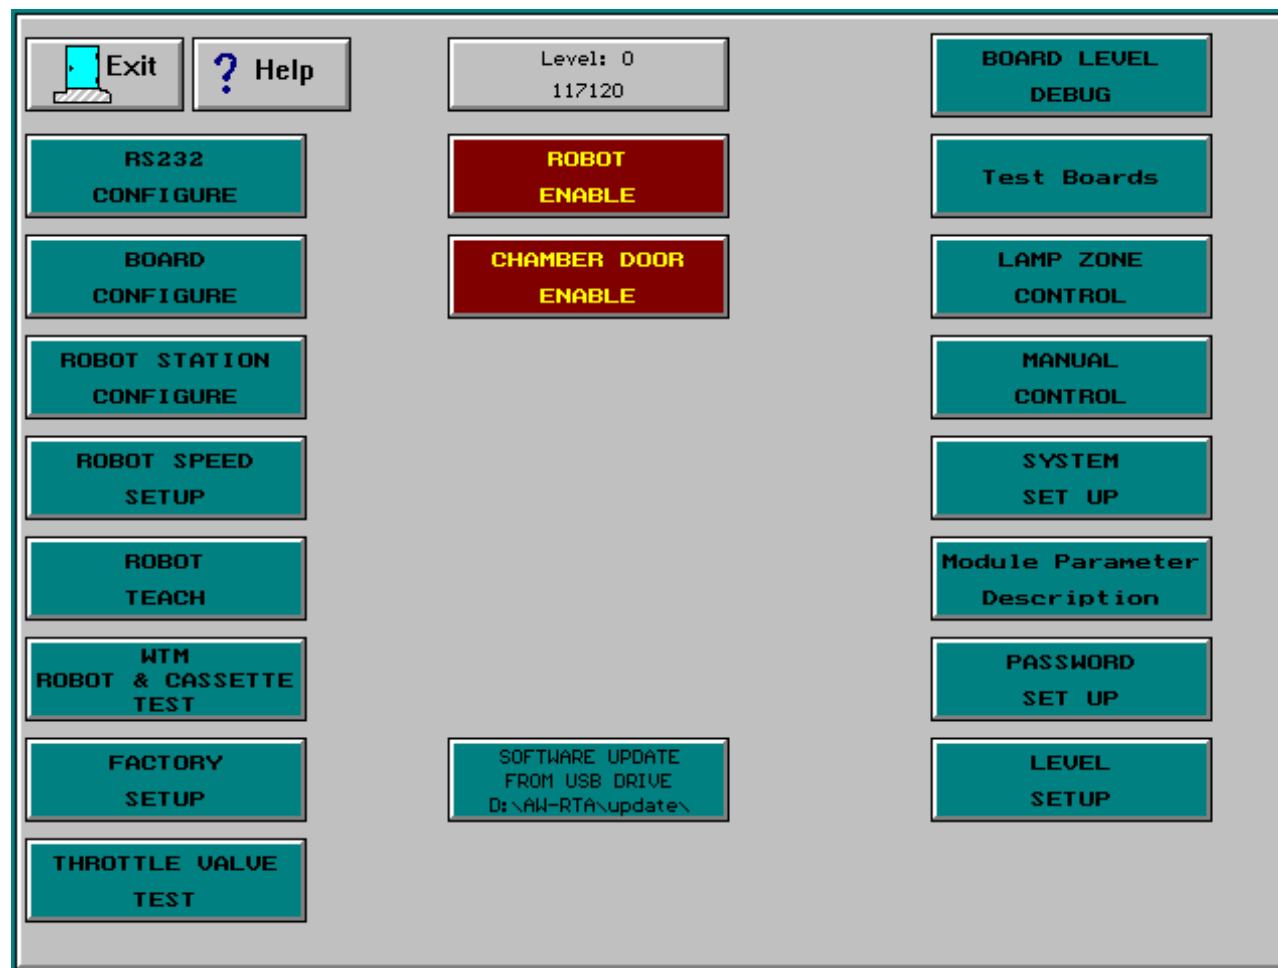 Exit
Help
Level: 0
117120
BOARD LEVEL
DEBUG
RS232
CONFIGURE
ROBOT
ENABLE
Test Boards
BOARD
CONFIGURE
CHAMBER DOOR
ENABLE
LAMP ZONE
CONTROL
ROBOT STATION
CONFIGURE
MANUAL
CONTROL
ROBOT SPEED
SETUP
SYSTEM
SET UP
ROBOT
TEACH
Module Parameter
Description
WTM
ROBOT & CASSETTE
TEST
PASSWORD
SET UP
FACTORY
SETUP
SOFTWARE UPDATE
FROM USB DRIVE
D:\AW-RTA\update\
LEVEL
SETUP
THROTTLE VALVE
TEST